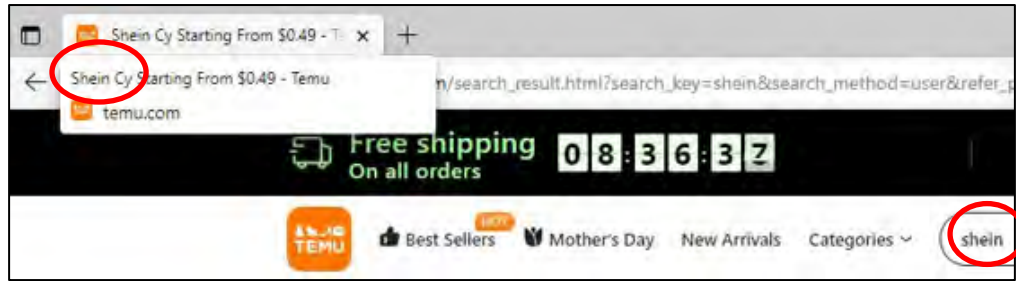 Shein Cy Starting From $0.49 - T
Shein Cy Starting From $0.49 - Temu
temu.com
m/search_result.html?search_key=shein&search_method=user&refer_p
Free shipping
On all orders
08:36:37
TEMU
HOT
Best Sellers
Mother's Day
New Arrivals
Categories
shein